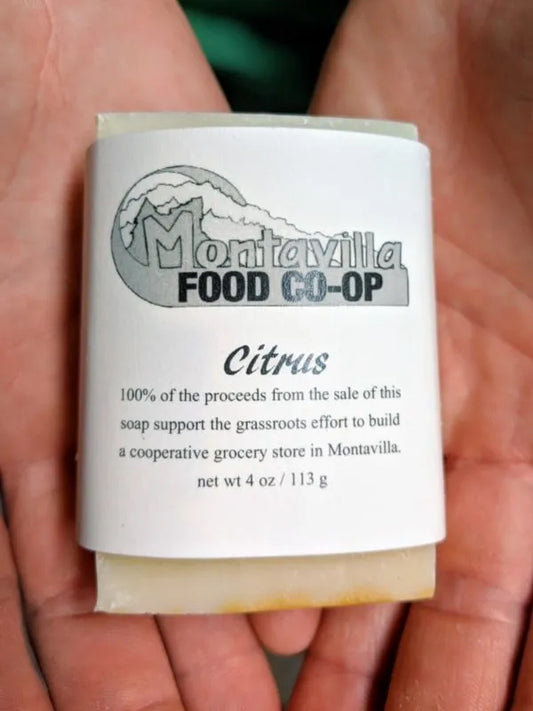 Montavilla
FOOD CO-OP
Citrus
100% of the proceeds from the sale of this
soap support the grassroots effort to build
a cooperative grocery store in Montavilla.
net wt 4 oz / 113 g